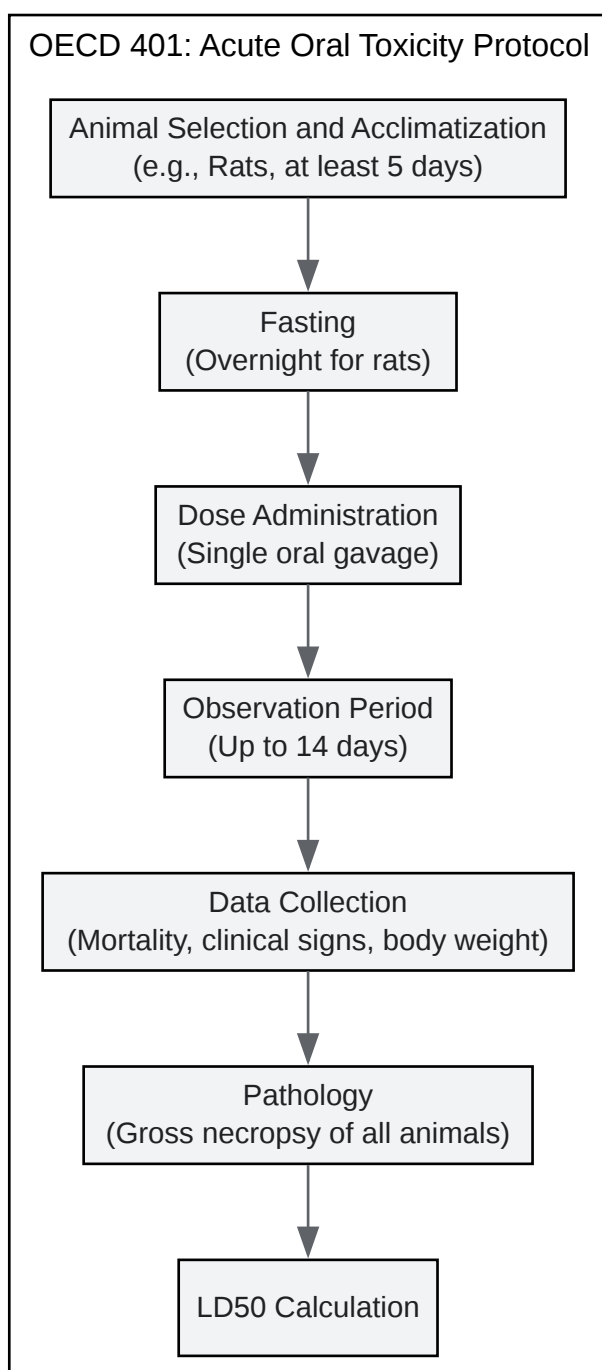 OECD 401: Acute Oral Toxicity Protocol
Animal Selection and Acclimatization
(e.g., Rats, at least 5 days)
Fasting
(Overnight for rats)
Dose Administration
(Single oral gavage)
Observation Period
(Up to 14 days)
Data Collection
(Mortality, clinical signs, body weight)
Pathology
(Gross necropsy of all animals)
LD50 Calculation